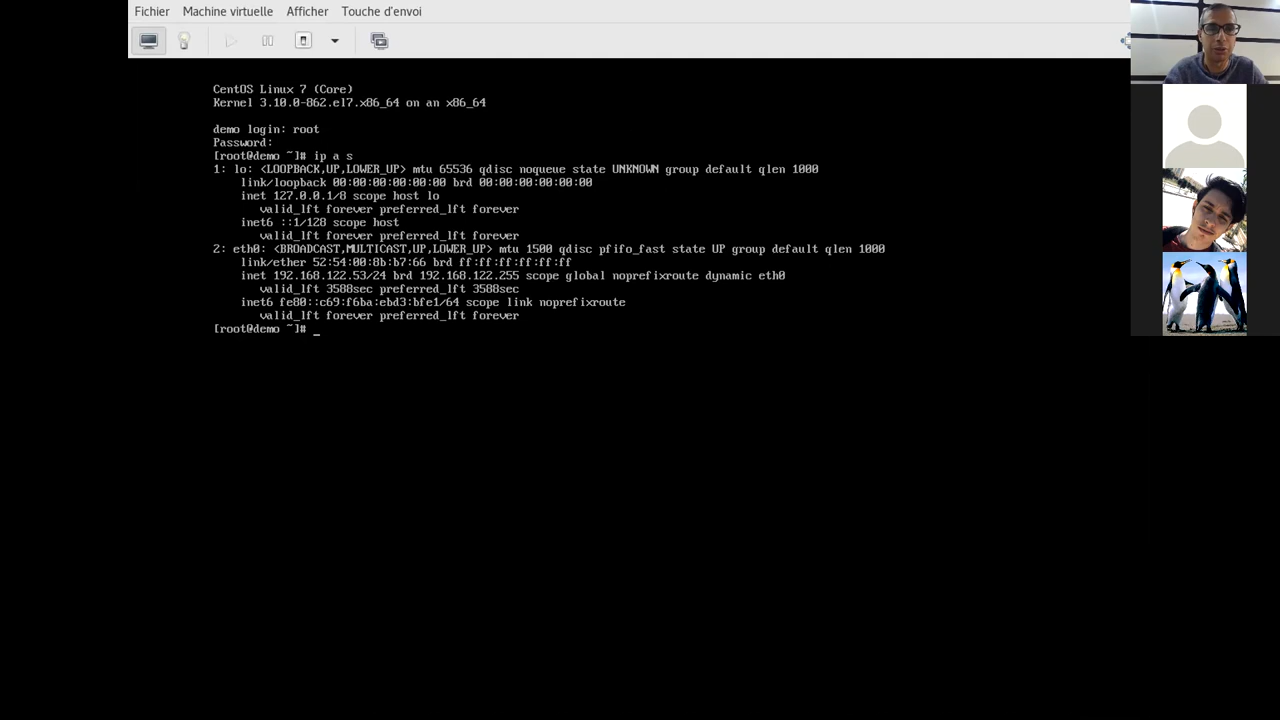 Fichier Machine virtuelle Afficher Touche d'envoi
CentOS Linux 7 (Core)
Kernel 3.10.0-862.el7.x86_64 on an x86_64
demo login: root
Password:
[root@demo ~]# ip a s
1: lo: <LOOPBACK,UP,LOWER_UP> mtu 65536 qdisc noqueue state UNKNOWN group default qlen 1000
link/loopback 00:00:00:00:00:00 brd 00:00:00:00:00:00
inet 127.0.0.1/8 scope host lo
valid_lft forever preferred_lft forever
inet6 ::1/128 scope host
valid_lft forever preferred_lft forever
2: eth0: <BROADCAST,MULTICAST,UP,LOWER_UP> mtu 1500 qdisc pfifo_fast state UP group default qlen 1000
link/ether 52:54:00:8b:b7:66 brd ff:ff:ff:ff:ff:ff
inet 192.168.122.53/24 brd 192.168.122.255 scope global noprefixroute dynamic eth0
valid_lft 3588sec preferred_lft 3588sec
inet6 fe80::c69:f6ba:ebd3:bfe1/64 scope link noprefixroute
valid_lft forever preferred_lft forever
[root@demo ~]# _